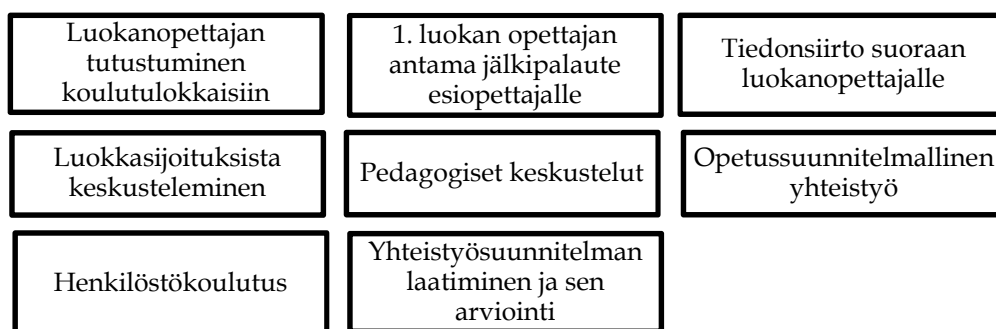 Luokanopettajan
tutustuminen
koulutulokkaisiin
1. luokan opettajan
antama jälkipalaute
esiopettajalle
Tiedonsiirto suoraan
luokanopettajalle
Luokkasijoituksista
keskusteleminen
Pedagogiset keskustelut
Opetussuunnitelmallinen
yhteistyö
Henkilöstökoulutus
Yhteistyösuunnitelman
laatiminen ja sen
arviointi